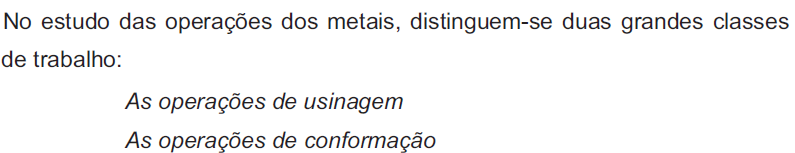 No estudo das operações dos metais, distinguem-se duas grandes classes
de trabalho:
As operações de usinagem
As operações de conformação